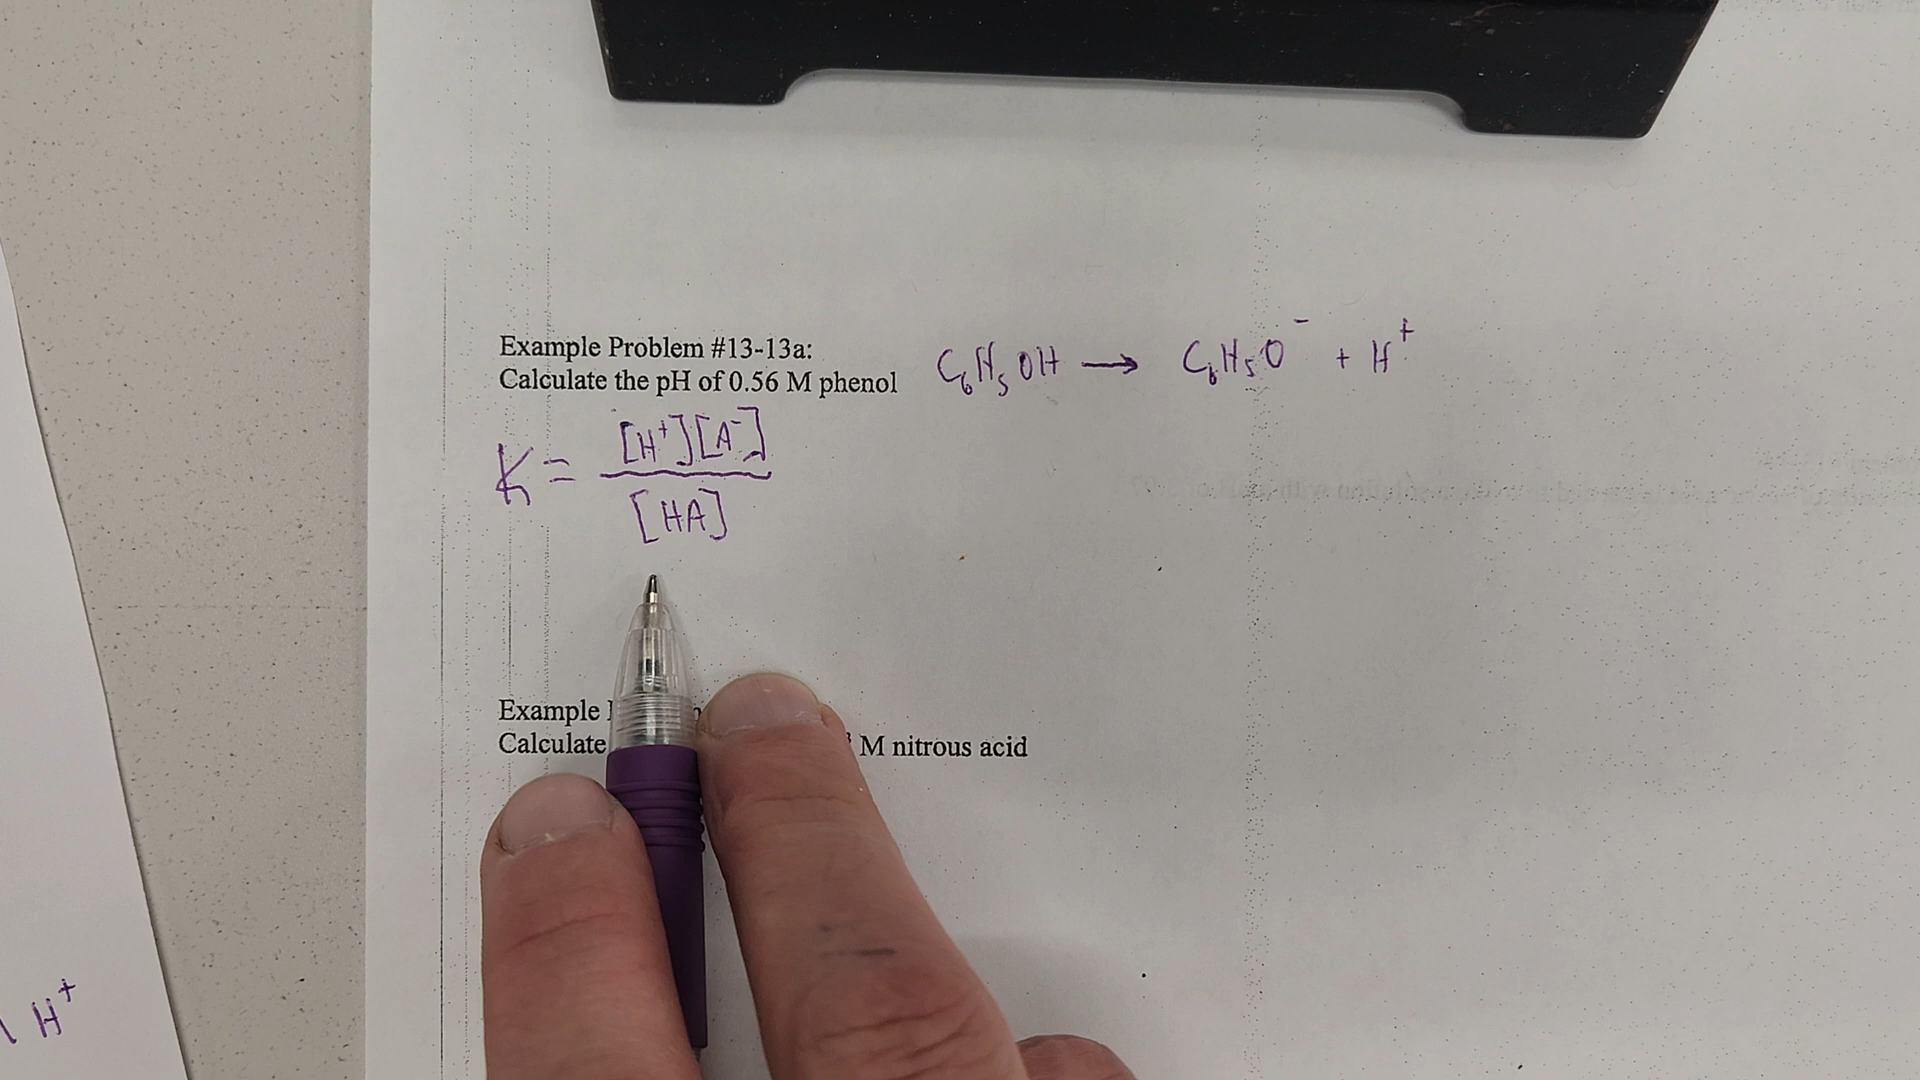 Example Problem #13-13a:
Calculate the pH of 0.56 M phenol
C₆H₅OH → C₆H₅O⁻ + H⁺
K = [H⁺][A⁻]
[HA]
Example
Calculate M nitrous acid
H⁺